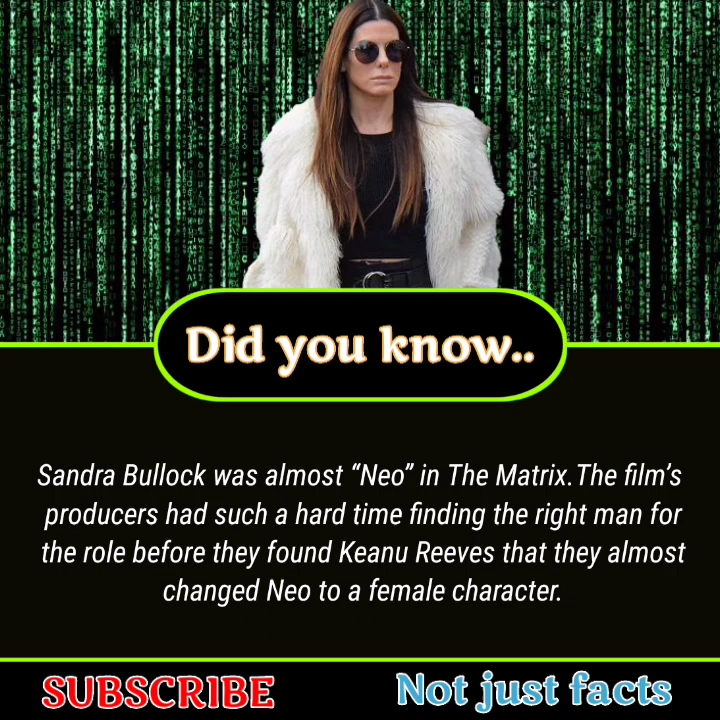 Did you know..
Sandra Bullock was almost “Neo” in The Matrix.The film’s
producers had such a hard time finding the right man for
the role before they found Keanu Reeves that they almost
changed Neo to a female character.
SUBSCRIBE
Not just facts